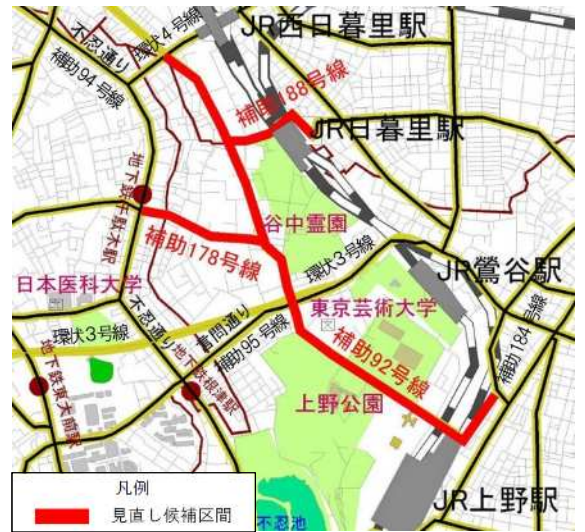 JR西日暮里駅
環状4号線
不忍通り
補助94号線
補助188号線
JR日暮里駅
地下鉄千駄木駅
谷中霊園
補助178号線
環状3号線
JR鶯谷駅
日本医科大学
東京芸術大学
環状3号線
不忍通り
言問通り
補助95号線
補助92号線
補助184号線
地下鉄東大前駅
地下鉄根津駅
上野公園
凡例
見直し候補区間
不忍池
JR上野駅